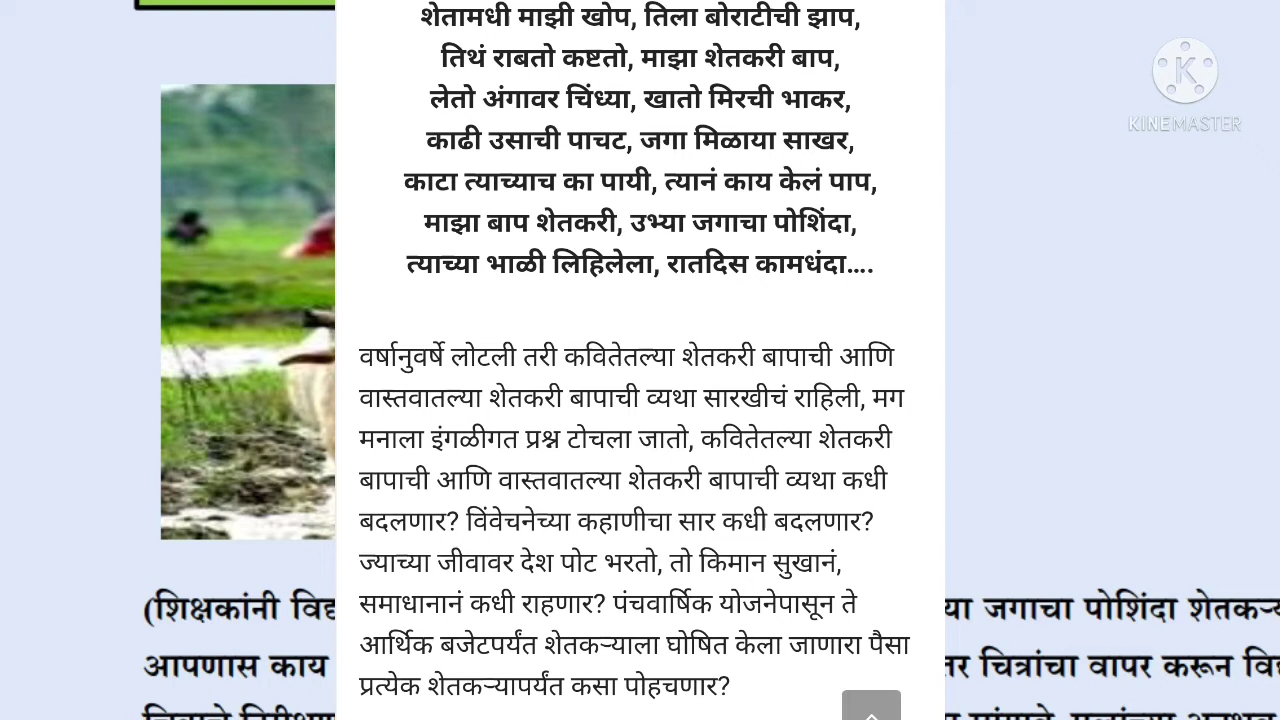 शेतामधी माझी खोप, तिला बोराटीची झाप,
तिथं राबतो कष्टतो, माझा शेतकरी बाप,
लेतो अंगावर चिंध्या, खातो मिरची भाकर,
काढी उसाची पाचट, जगा मिळाया साखर,
काटा त्याच्याच का पायी, त्यानं काय केलं पाप,
माझा बाप शेतकरी, उभ्या जगाचा पोशिंदा,
त्याच्या भाळी लिहिलेला, रातदिस कामधंदा….
वर्षानुवर्षे लोटली तरी कवितेतल्या शेतकरी बापाची आणि
वास्तवातल्या शेतकरी बापाची व्यथा सारखीचं राहिली, मग
मनाला इंगळीगत प्रश्न टोचला जातो, कवितेतल्या शेतकरी
बापाची आणि वास्तवातल्या शेतकरी बापाची व्यथा कधी
बदलणार? विंवेचनेच्या कहाणीचा सार कधी बदलणार?
ज्याच्या जीवावर देश पोट भरतो, तो किमान सुखानं,
समाधानानं कधी राहणार? पंचवार्षिक योजनेपासून ते
आर्थिक बजेटपर्यंत शेतकऱ्याला घोषित केला जाणारा पैसा
प्रत्येक शेतकऱ्यापर्यंत कसा पोहचणार?
(शिक्षकांनी विद्य
या जगाचा पोशिंदा शेतकऱ्य
आपणास काय
तर चित्रांचा वापर करून विद्य
KINEMASTER